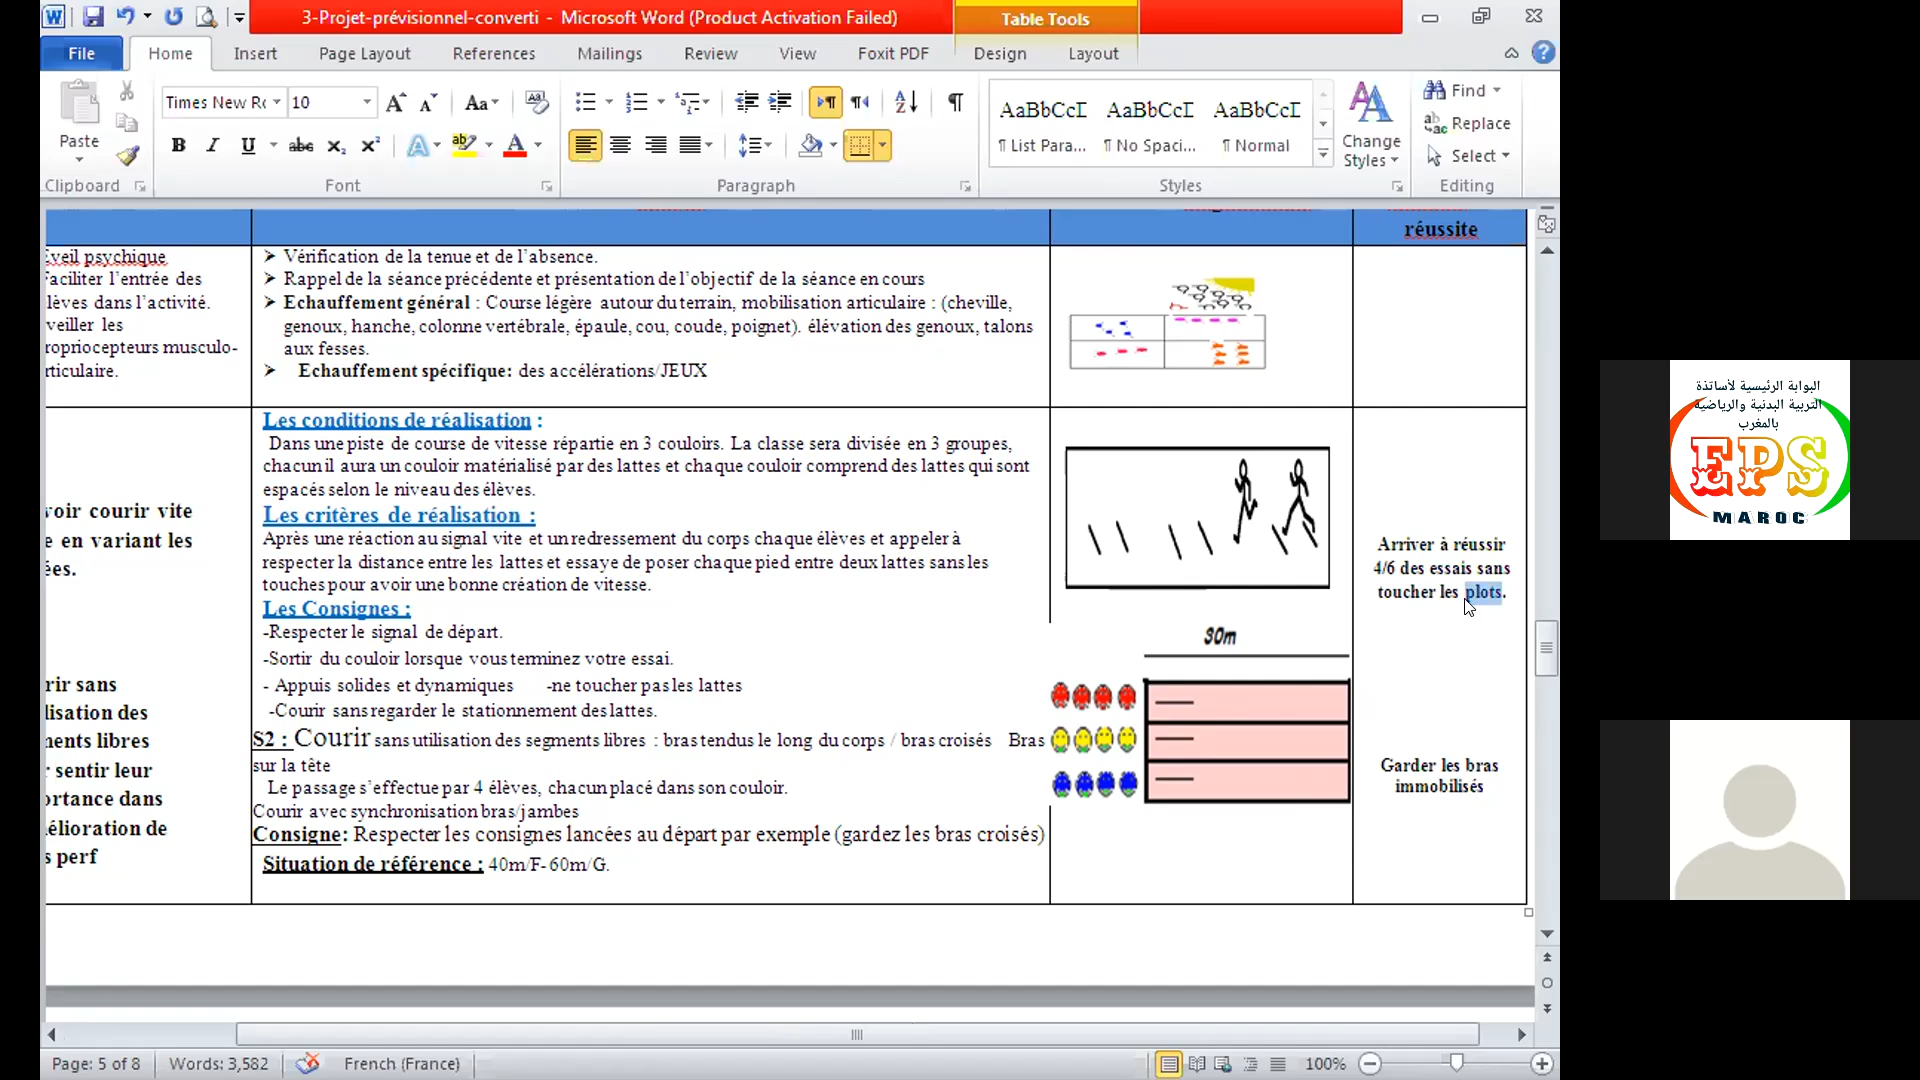 3-Projet-prévisionnel-converti - Microsoft Word (Product Activation Failed)
Table Tools
File
Home
Insert
Page Layout
References
Mailings
Review
View
Foxit PDF
Design
Layout
Paste
Clipboard
Times New Ro
10
Font
Paragraph
AaBbCcI
AaBbCcI
AaBbCcI
¶ List Para...
¶ No Spaci...
¶ Normal
Change
Styles
Styles
Find
Replace
Select
Editing
réussite
Eveil psychique
Faciliter l'entrée des
lèves dans l'activité.
veiller les
roprioceпteurs musculo-
rticulaire.
➤ Vérification de la tenue et de l'absence.
➤ Rappel de la séance précédente et présentation de l'objectif de la séance en cours
➤ Echauffement général : Course légère autour du terrain, mobilisation articulaire : (cheville,
genoux, hanche, colonne vertébrale, épaule, cou, coude, poignet). élévation des genoux, talons
aux fesses.
➤ Echauffement spécifique: des accélérations/JEUX
voir courir vite
e en variant les
ées.
rir sans
lisation des
ments libres
r sentir leur
ortance dans
élioration de
s perf
Les conditions de réalisation :
Dans une piste de course de vitesse répartie en 3 couloirs. La classe sera divisée en 3 groupes,
chacun il aura un couloir matérialisé par des lattes et chaque couloir comprend des lattes qui sont
espacés selon le niveau des élèves.
Les critères de réalisation :
Après une réaction au signal vite et un redressement du corps chaque élèves et appeler à
respecter la distance entre les lattes et essaye de poser chaque pied entre deux lattes sans les
touches pour avoir une bonne création de vitesse.
Les Consignes :
-Respecter le signal de départ.
-Sortir du couloir lorsque vous terminez votre essai.
- Appuis solides et dynamiques -ne toucher pas les lattes
-Courir sans regarder le stationnement des lattes.
S2 : Courir sans utilisation des segments libres : bras tendus le long du corps / bras croisés Bras
sur la tête
Le passage s'effectue par 4 élèves, chacun placé dans son couloir.
Courir avec synchronisation bras/jambes
Consigne: Respecter les consignes lancées au départ par exemple (gardez les bras croisés)
Situation de référence : 40m/F- 60m/G.
30m
Arriver à réussir
4/6 des essais sans
toucher les plots.
Garder les bras
immobilisés
Page: 5 of 8
Words: 3,582
French (France)
100%
البوابة الرئيسية لأساتذة
التربية البدنية والرياضية
بالمغرب
EPS
MAROC